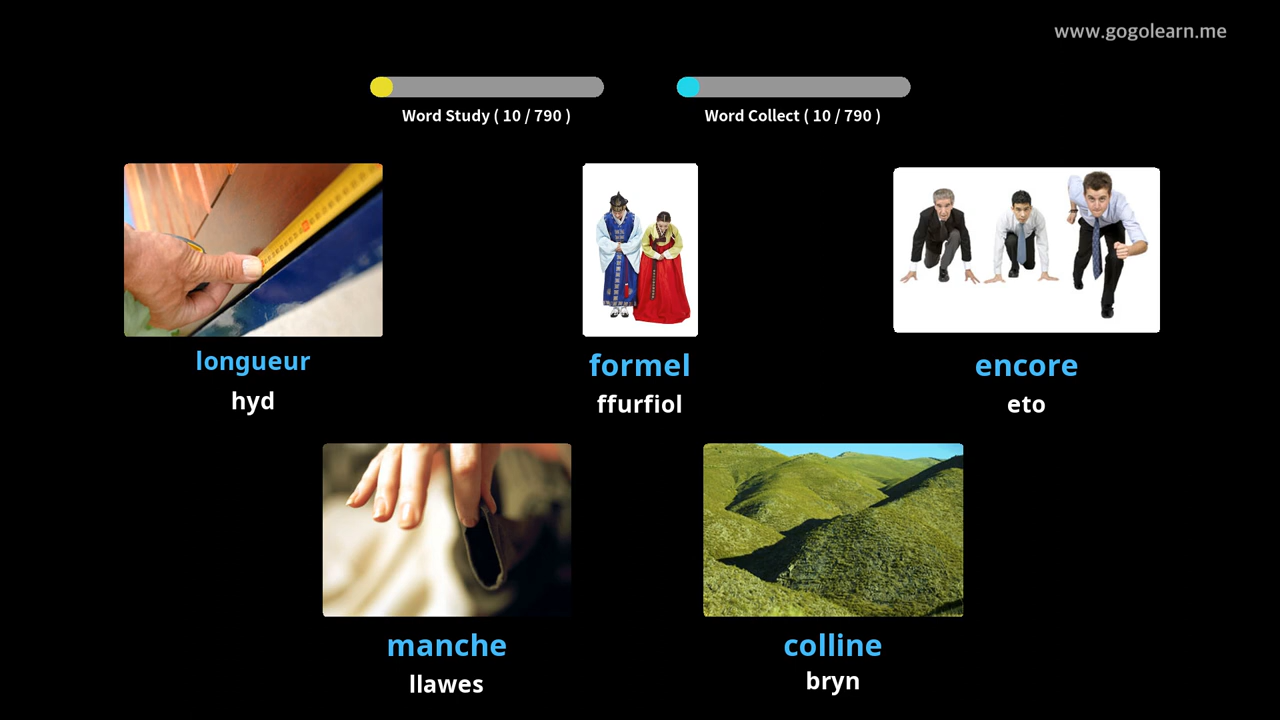 www.gogolearn.me
Word Study ( 10 / 790 )
Word Collect ( 10 / 790 )
longueur
hyd
formel
ffurfiol
encore
eto
manche
llawes
colline
bryn